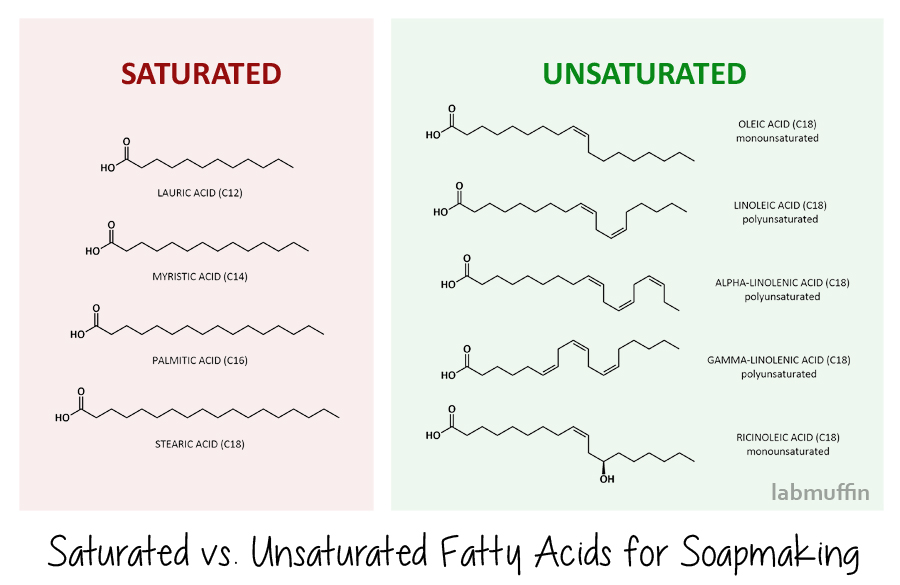 SATURATED
O
HO
LAURIC ACID (C12)
O
HO
MYRISTIC ACID (C14)
O
HO
PALMITIC ACID (C16)
O
HO
STEARIC ACID (C18)
UNSATURATED
O
HO
OLEIC ACID (C18)
monounsaturated
O
HO
LINOLEIC ACID (C18)
polyunsaturated
O
HO
ALPHA-LINOLENIC ACID (C18)
polyunsaturated
O
HO
GAMMA-LINOLENIC ACID (C18)
polyunsaturated
O
HO
OH
RICINOLEIC ACID (C18)
monounsaturated
labmuffin
Saturated vs. Unsaturated Fatty Acids for Soapmaking